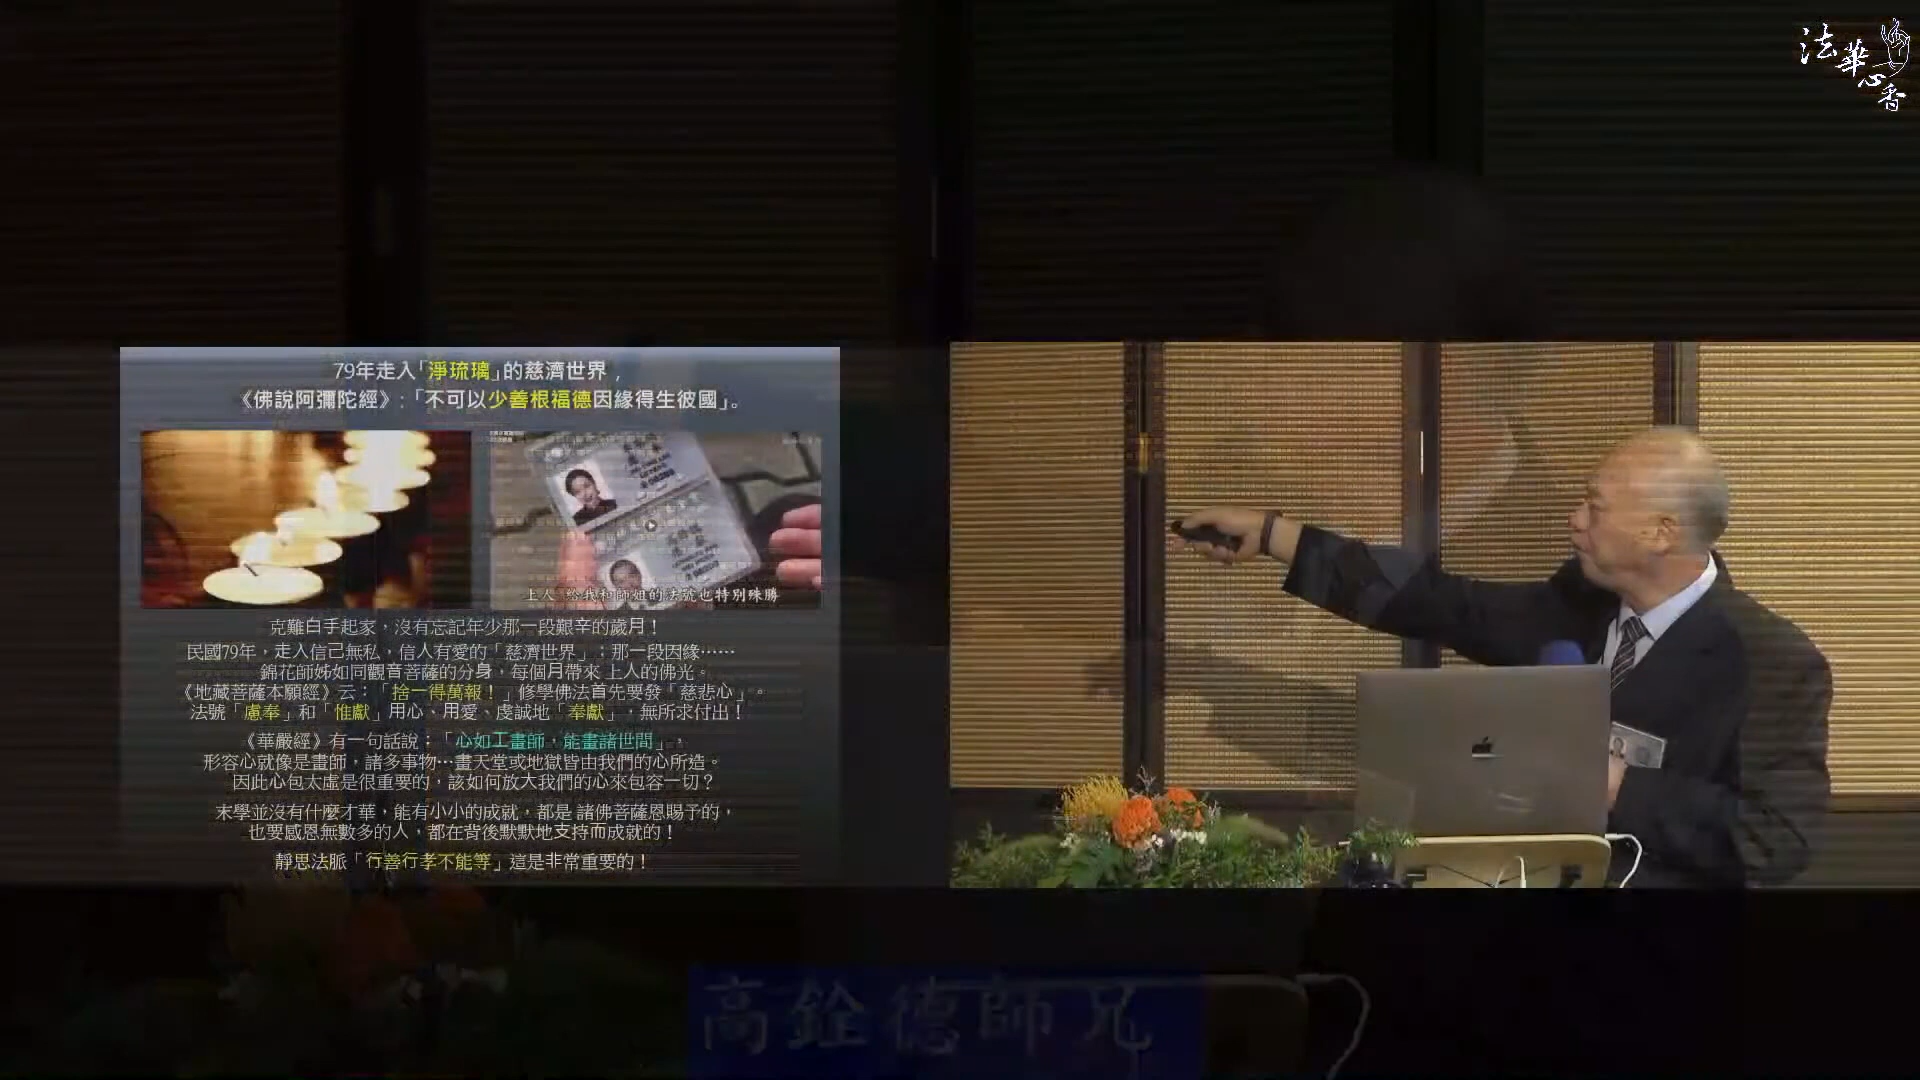 法華心香
79年走入「淨琉璃」的慈濟世界，
《佛說阿彌陀經》:「不可以少善根福德因緣得生彼國」。
上人 給我和師姐的法號也特別殊勝
克難白手起家，沒有忘記年少那一段艱辛的歲月！
民國79年，走入信己無私，信人有愛的「慈濟世界」；那一段因緣⋯⋯
錦花師姊如同觀音菩薩的分身，每個月帶來 上人的佛光。
《地藏菩薩本願經》云：「捨一得萬報！」修學佛法首先要發「慈悲心」。
法號「慮奉」和「惟獻」用心、用愛、虔誠地「奉獻」，無所求付出！
《華嚴經》有一句話說：「心如工畫師，能畫諸世間」，
形容心就像是畫師，諸多事物⋯畫天堂或地獄皆由我們的心所造。
因此心包太虛是很重要的，該如何放大我們的心來包容一切？
末學並沒有什麼才華，能有小小的成就，都是 諸佛菩薩恩賜予的，
也要感恩無數多的人，都在背後默默地支持而成就的！
靜思法脈「行善行孝不能等」這是非常重要的！
高銓德師兄